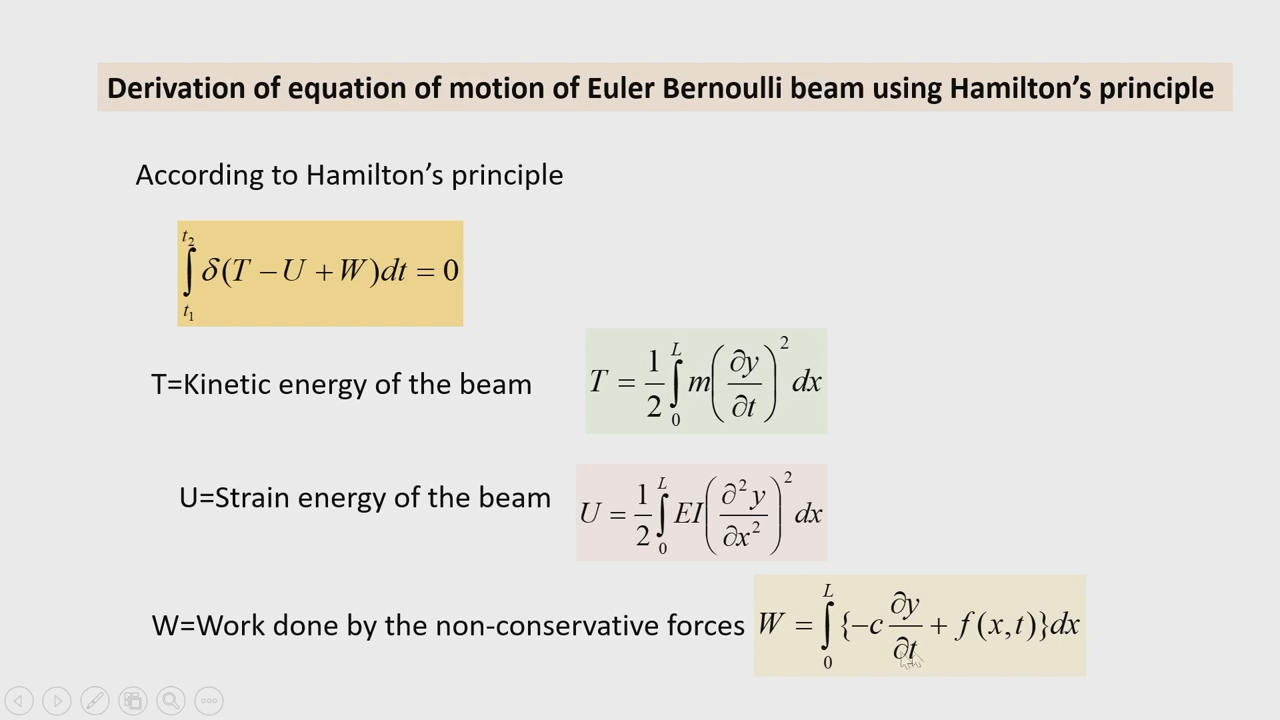 Derivation of equation of motion of Euler Bernoulli beam using Hamilton’s principle
According to Hamilton’s principle
∫_{t₁}^{t₂} δ(T − U + W)dt = 0
T=Kinetic energy of the beam T = 1/2 ∫_0^L m(∂y/∂t)² dx
U=Strain energy of the beam U = 1/2 ∫_0^L EI(∂²y/∂x²)² dx
W=Work done by the non-conservative forces W = ∫_0^L {−c ∂y/∂t + f(x,t)}dx